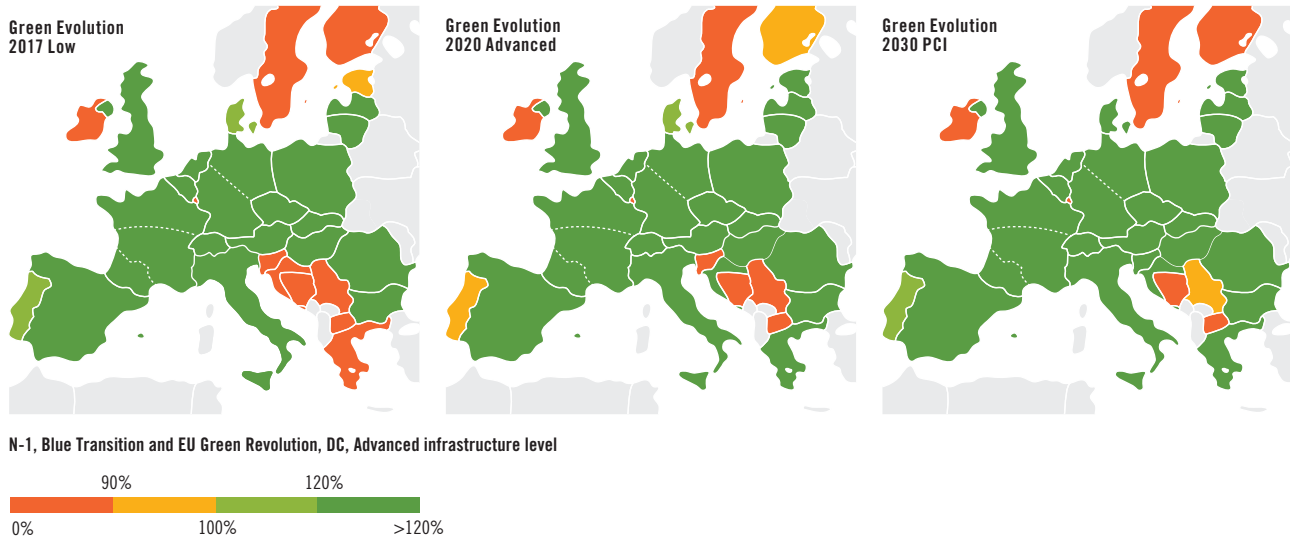 Green Evolution
2017 Low
Green Evolution
2020 Advanced
Green Evolution
2030 PCI
N-1, Blue Transition and EU Green Revolution, DC, Advanced infrastructure level
90%
120%
0%
100%
>120%